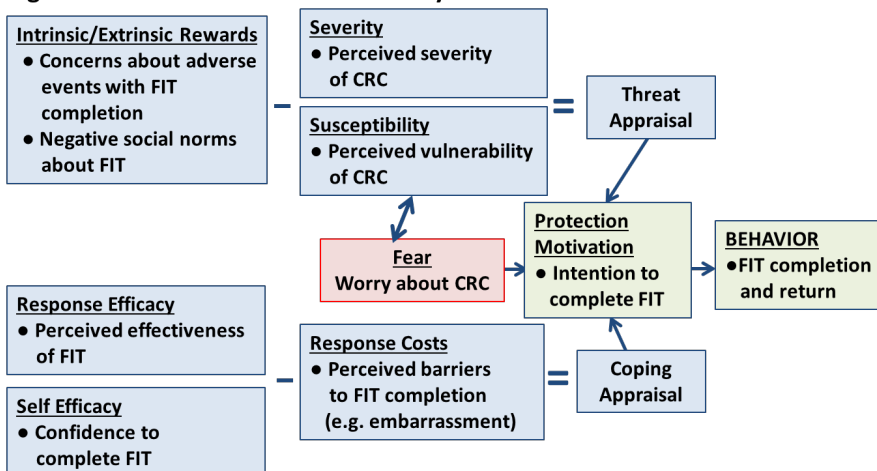 Intrinsic/Extrinsic Rewards
● Concerns about adverse
events with FIT
completion
● Negative social norms
about FIT
–
Severity
● Perceived severity
of CRC
Susceptibility
● Perceived vulnerability
of CRC
=
Threat
Appraisal
Fear
Worry about CRC
Protection
Motivation
● Intention to
complete FIT
BEHAVIOR
●FIT completion
and return
Response Efficacy
● Perceived effectiveness
of FIT
Self Efficacy
● Confidence to
complete FIT
–
Response Costs
● Perceived barriers
to FIT completion
(e.g. embarrassment)
=
Coping
Appraisal